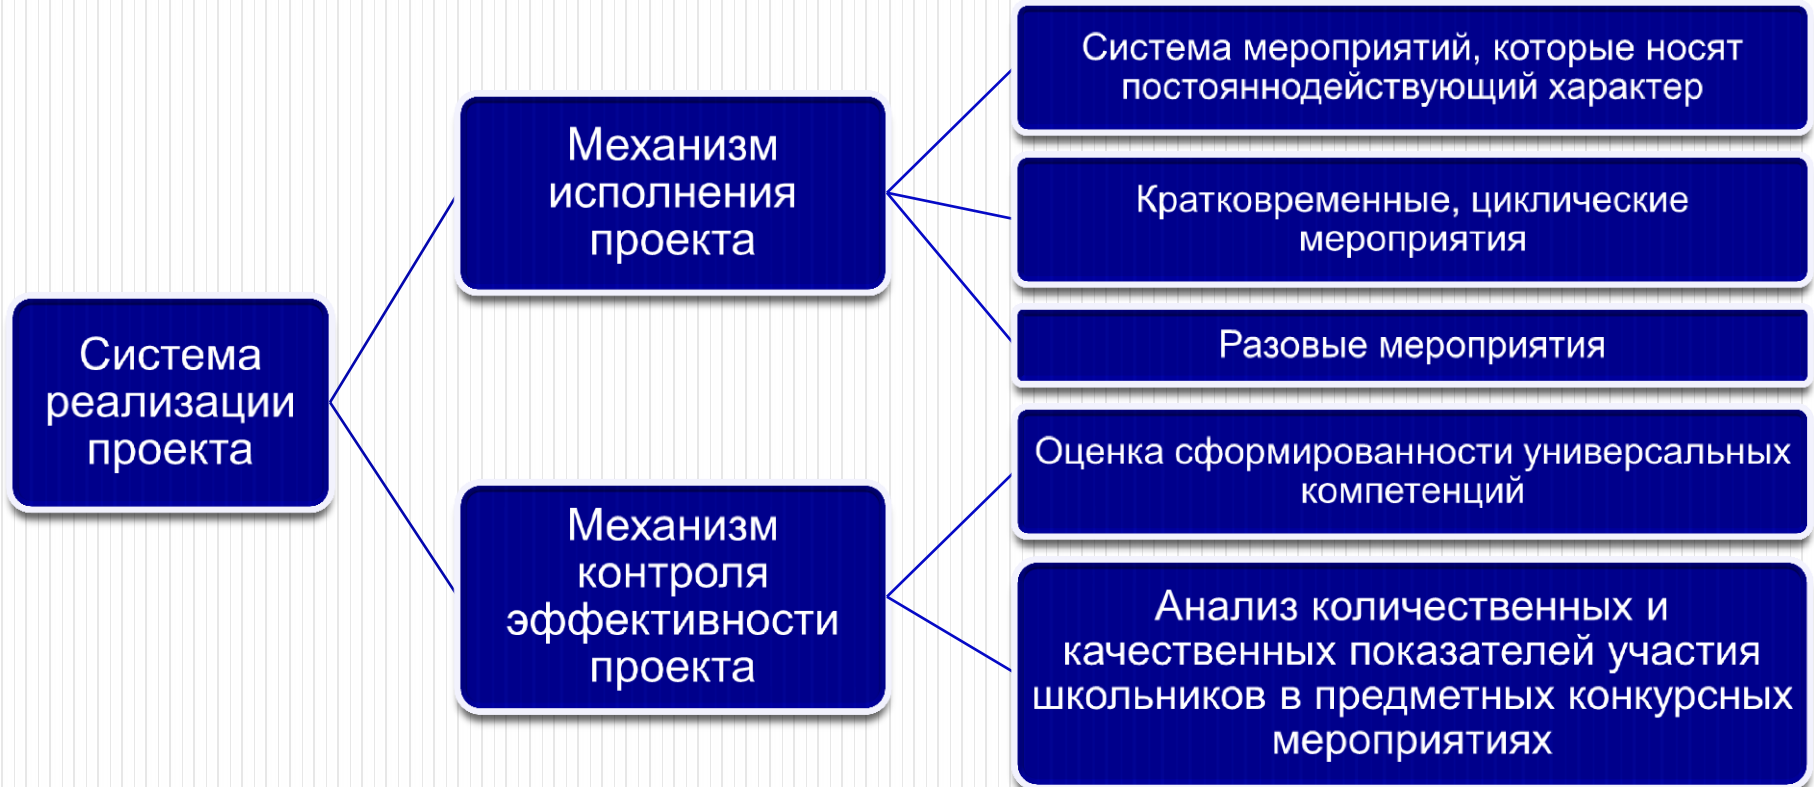 Система
реализации
проекта
Механизм
исполнения
проекта
Система мероприятий, которые носят
постояннодействующий характер
Кратковременные, циклические
мероприятия
Разовые мероприятия
Механизм
контроля
эффективности
проекта
Оценка сформированности универсальных
компетенций
Анализ количественных и
качественных показателей участия
школьников в предметных конкурсных
мероприятиях